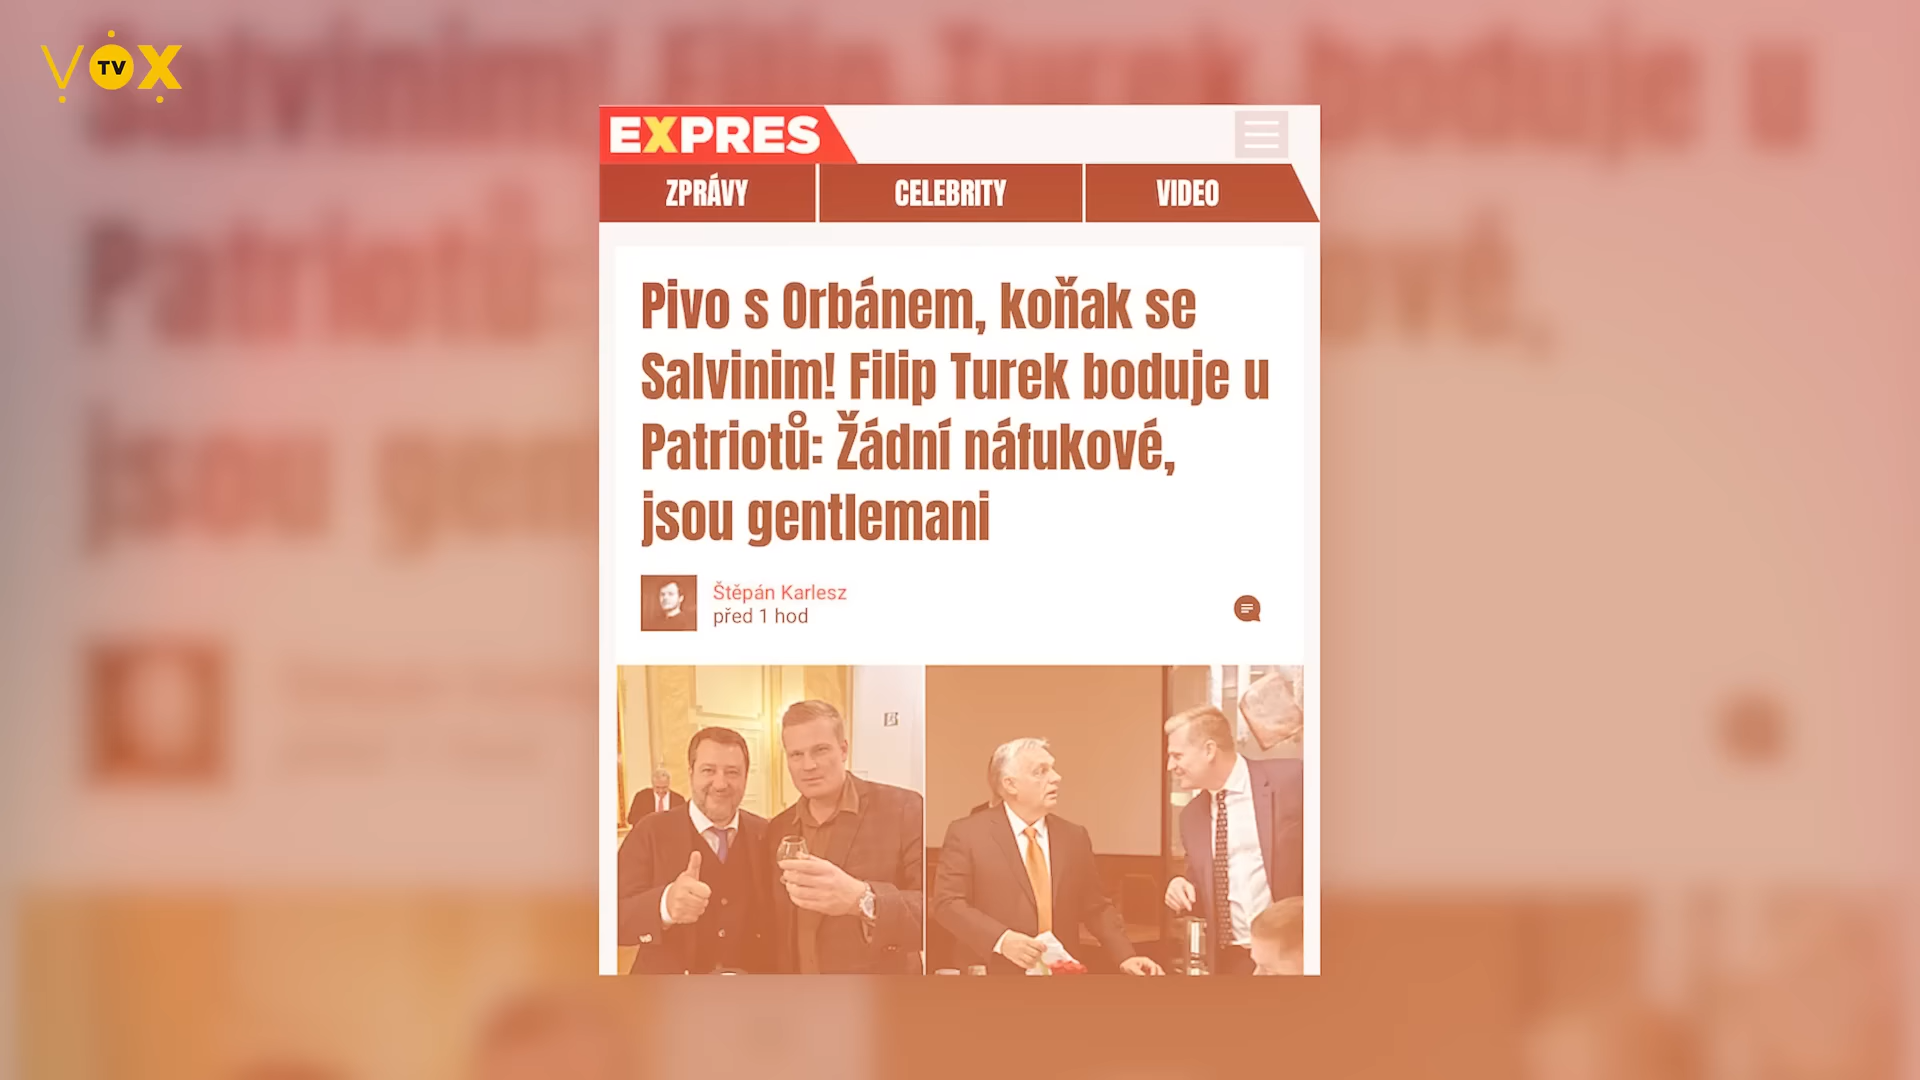 VOX
TV
EXPRES
ZPRÁVY
CELEBRITY
VIDEO
Pivo s Orbánem, koňak se
Salvinim! Filip Turek boduje u
Patriotů: Žádní náfukové,
jsou gentlemani
Štěpán Karlesz
před 1 hod